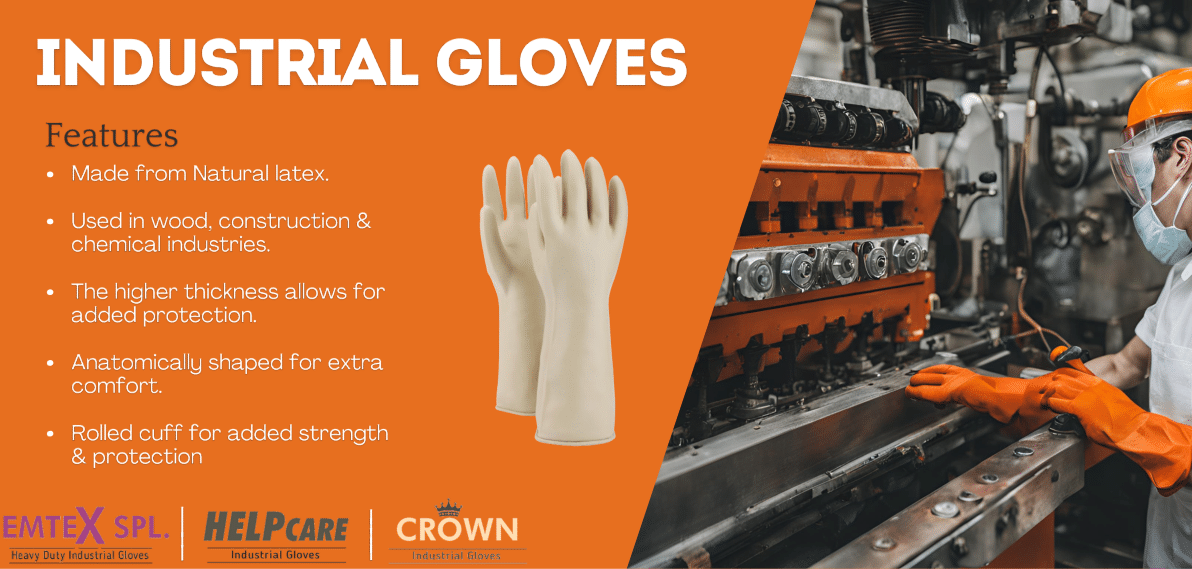 INDUSTRIAL GLOVES
Features
• Made from Natural latex.
• Used in wood, construction &
chemical industries.
• The higher thickness allows for
added protection.
• Anatomically shaped for extra
comfort.
• Rolled cuff for added strength
& protection
EMTEX SPL.
Heavy Duty Industrial Gloves
HELPCARE
Industrial Gloves
CROWN
Industrial Gloves